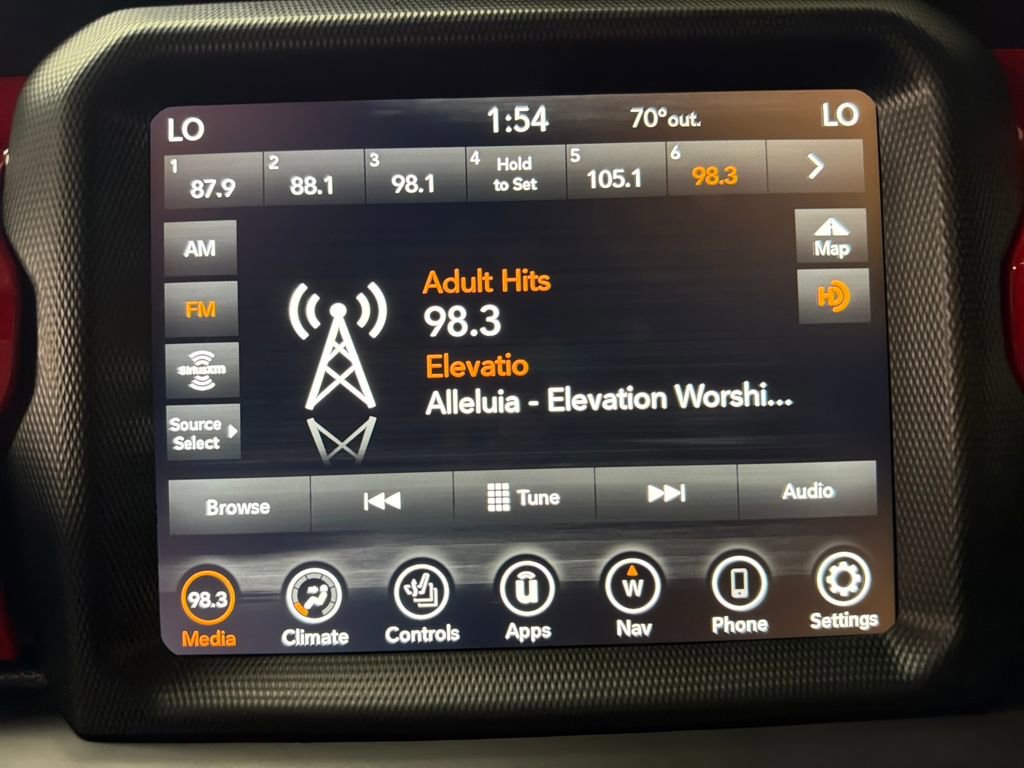 LO 1:54 70°out. LO
1 87.9
2 88.1
3 98.1
4 Hold
to Set
5 105.1
6 98.3
AM
FM
SiriusXM
Source
Select
Map
HD
Adult Hits
98.3
Elevatio
Alleluia - Elevation Worshi...
Browse
Tune
Audio
98.3
Media
Climate
Controls
u
Apps
W
Nav
Phone
Settings